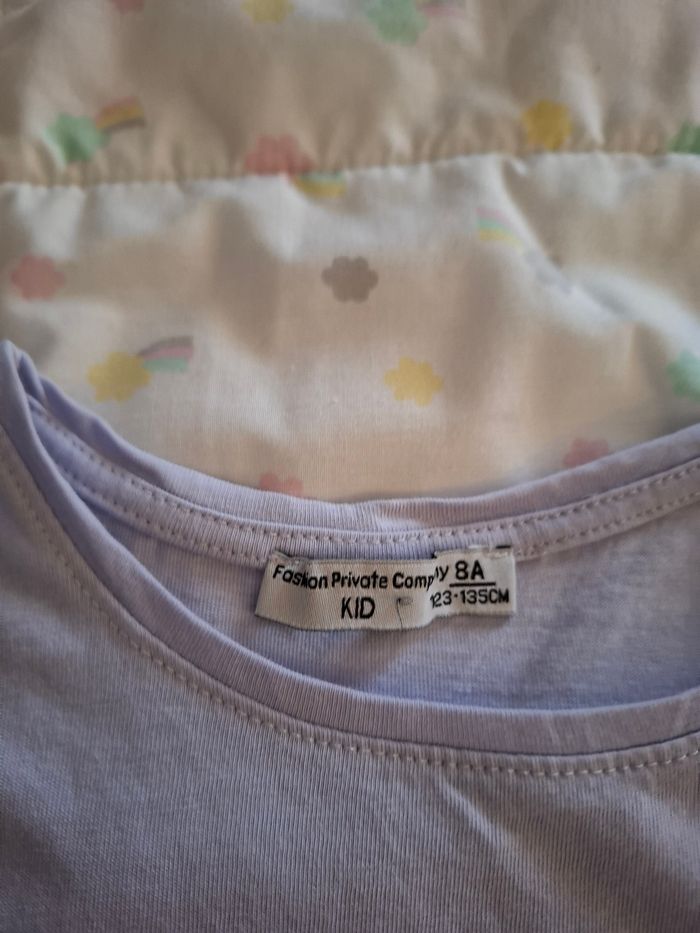 Fashion Private Comp y 8A
KID 123-135CM